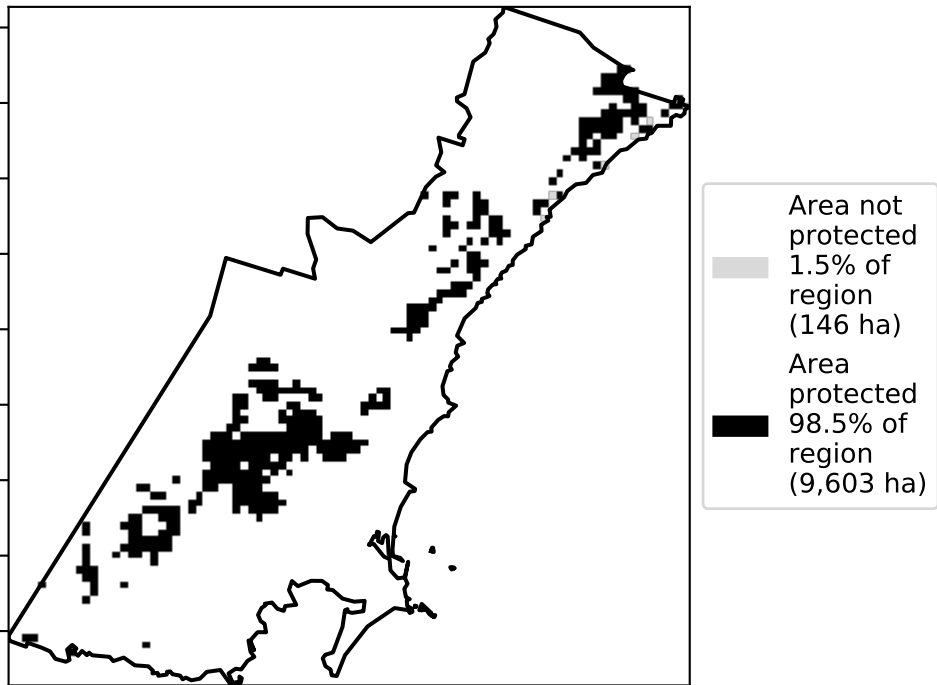 Area not
protected
1.5% of
region
(146 ha)
Area
protected
98.5% of
region
(9,603 ha)